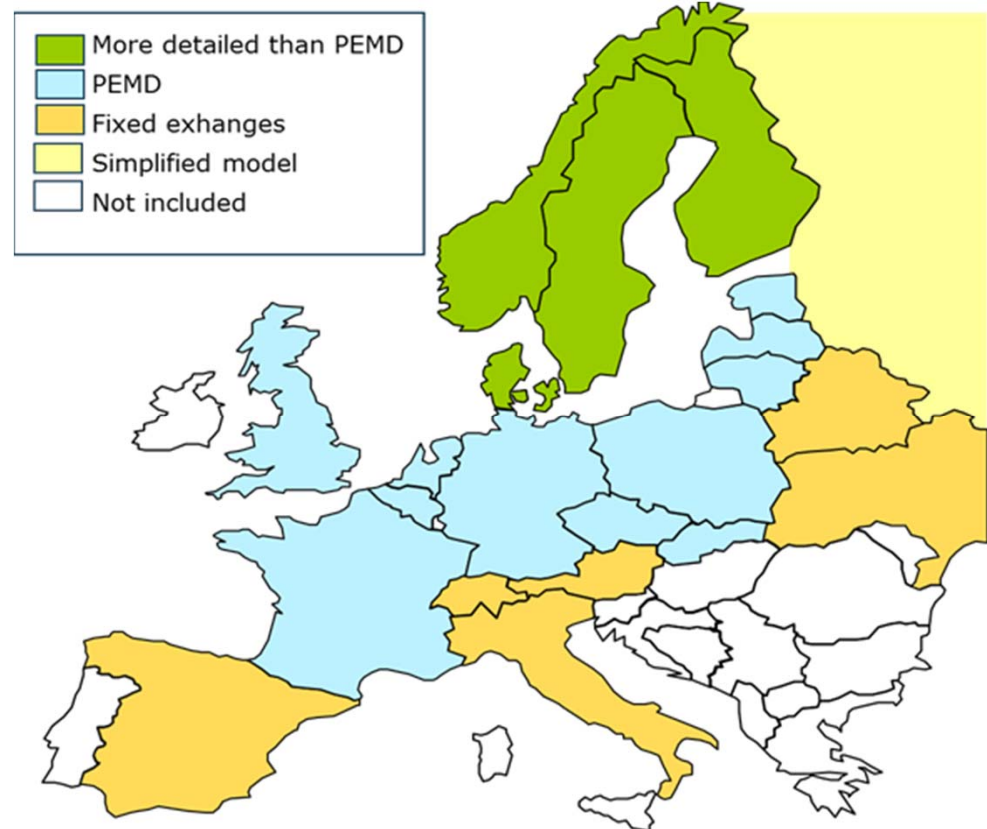 More detailed than PEMD
PEMD
Fixed exhanges
Simplified model
Not included